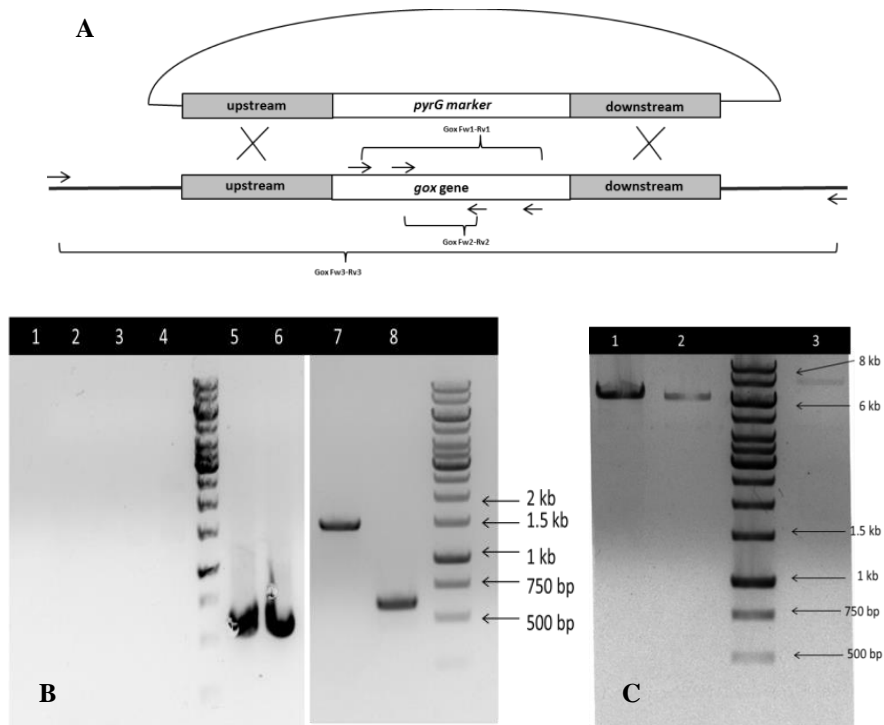 A
upstream
pyrG marker
downstream
Gox Fw1-Rv1
upstream
gox gene
downstream
Gox Fw2-Rv2
Gox Fw3-Rv3
1 2 3 4 5 6 7 8
2 kb
1.5 kb
1 kb
750 bp
500 bp
B
1 2 3
8 kb
6 kb
1.5 kb
1 kb
750 bp
500 bp
C